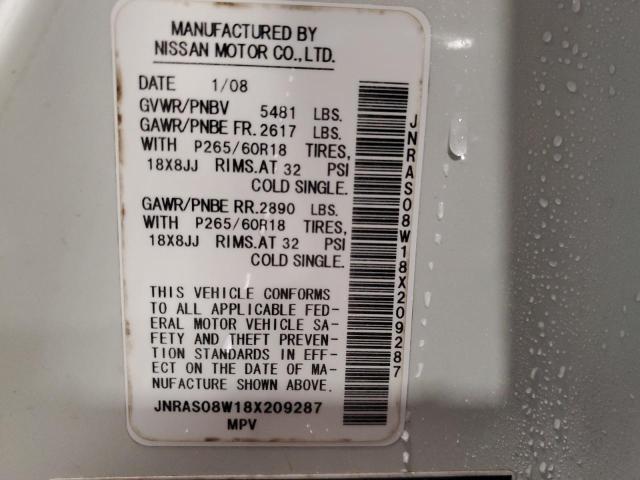 MANUFACTURED BY
NISSAN MOTOR CO., LTD.
DATE 1/08
GVWR/PNBV 5481 LBS.
GAWR/PNBE FR. 2617 LBS.
WITH P265/60R18 TIRES,
18X8JJ RIMS. AT 32 PSI
COLD SINGLE.
GAWR/PNBE RR. 2890 LBS.
WITH P265/60R18 TIRES,
18X8JJ RIMS. AT 32 PSI
COLD SINGLE.
THIS VEHICLE CONFORMS
TO ALL APPLICABLE FED-
ERAL MOTOR VEHICLE SA-
FETY AND THEFT PREVEN-
TION STANDARDS IN EFF-
ECT ON THE DATE OF MA-
NUFACTURE SHOWN ABOVE.
JNRAS08W18X209287
MPV
JNRAS08W18X209287